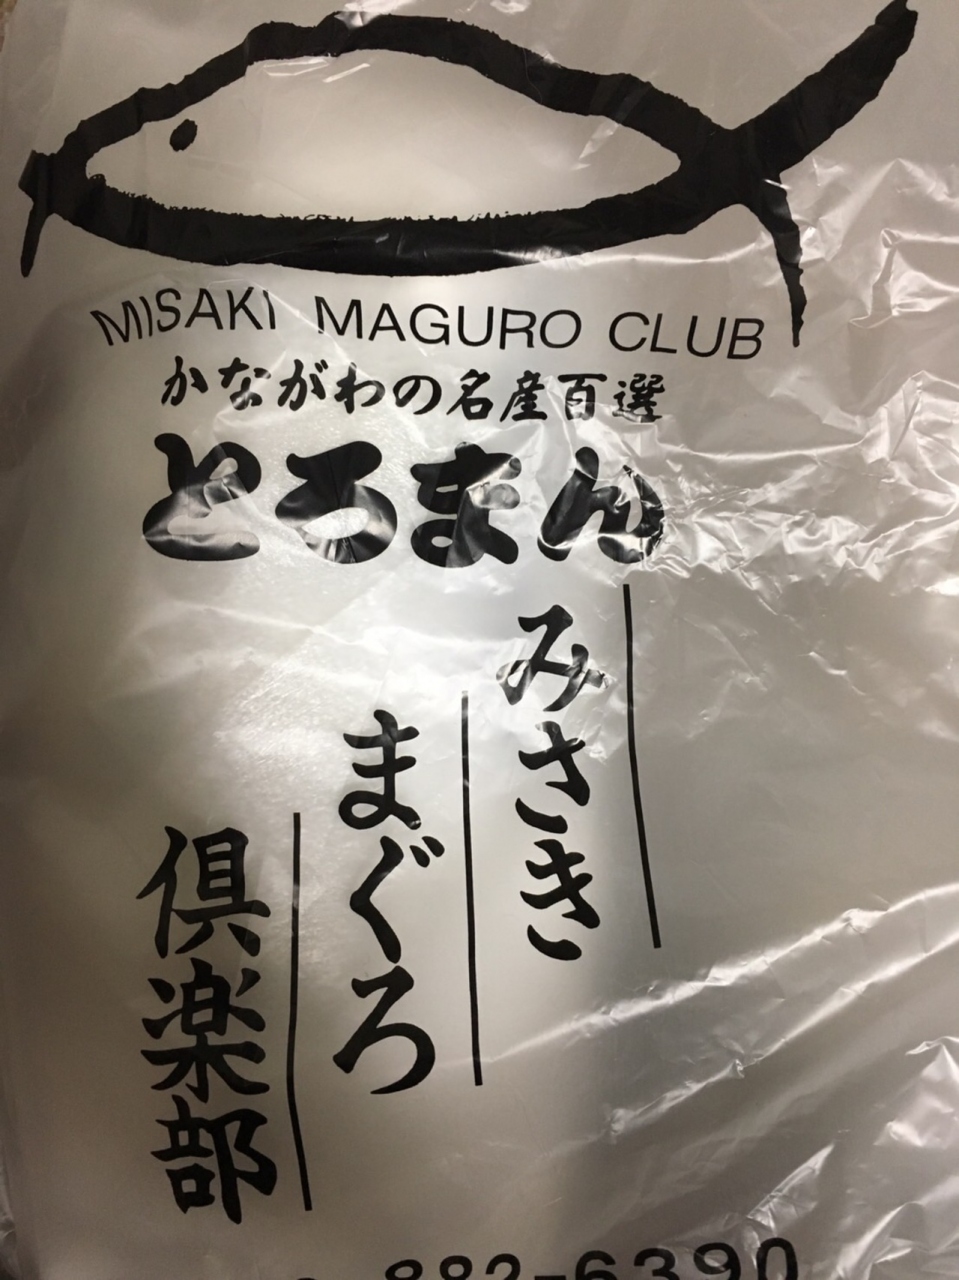 MISAKI MAGURO CLUB
かながわの名産百選
とろまん
みさき
まぐろ
倶楽部
882-6390